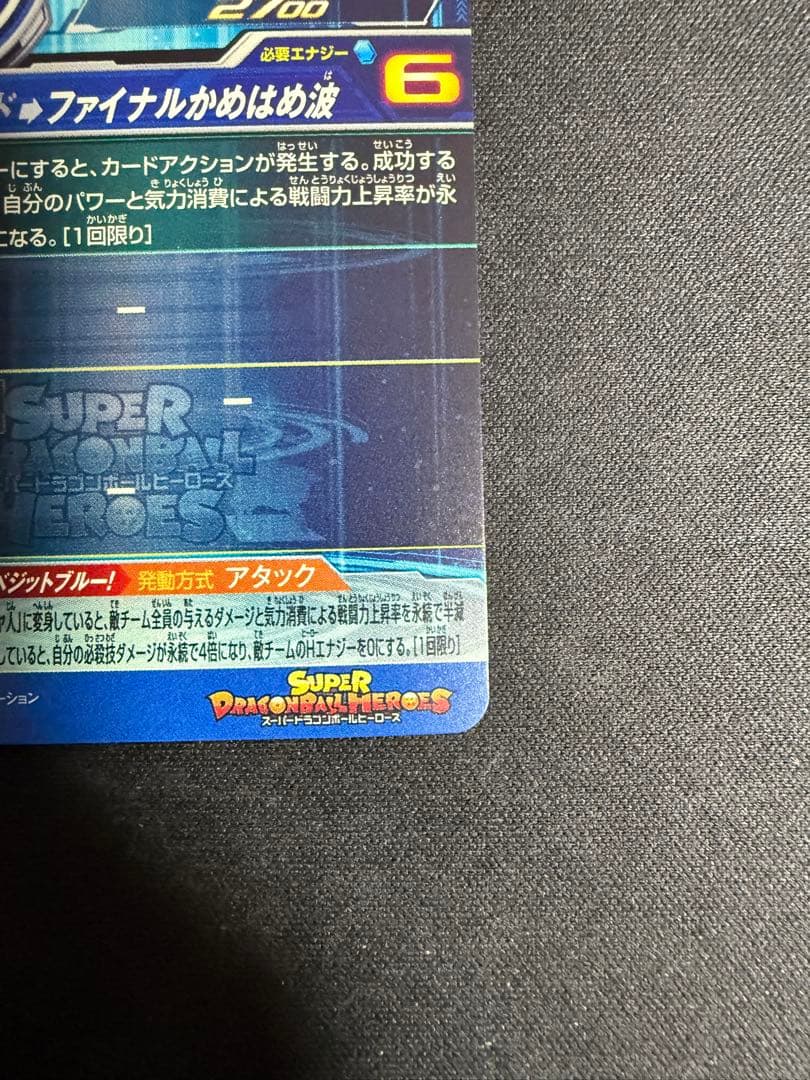 2700
必要エナジー 6
ド➡ファイナルかめはめ波
ーにすると、カードアクションが発生する。成功する
自分のパワーと気力消費による戦闘力上昇率が永
になる。[1回限り]
SUPER
DRAGONBALL
スーパードラゴンボールヒーローズ
HEROES
ベジットブルー! 発動方式 アタック
ヤ人」に変身していると、敵チーム全員の与えるダメージと気力消費による戦闘力上昇率を永続で半減
していると、自分の必殺技ダメージが永続で4倍になり、敵チームのHエナジーを0にする。[1回限り]
ーション
SUPER
DRAGONBALL HEROES
スーパードラゴンボールヒーローズ